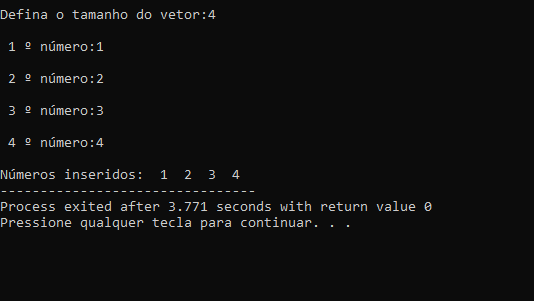 Defina o tamanho do vetor:4
1 º número:1
2 º número:2
3 º número:3
4 º número:4
Números inseridos:  1  2  3  4
--------------------------------
Process exited after 3.771 seconds with return value 0
Pressione qualquer tecla para continuar. . .